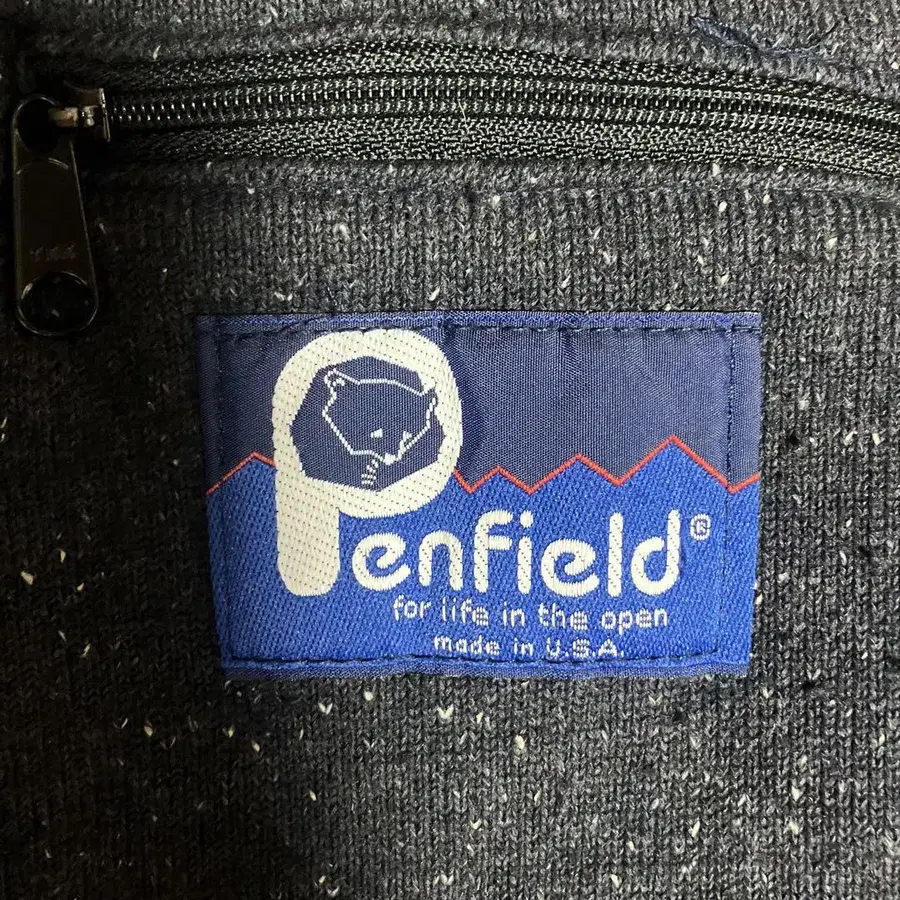 Penfield®
for life in the open
made in U.S.A.